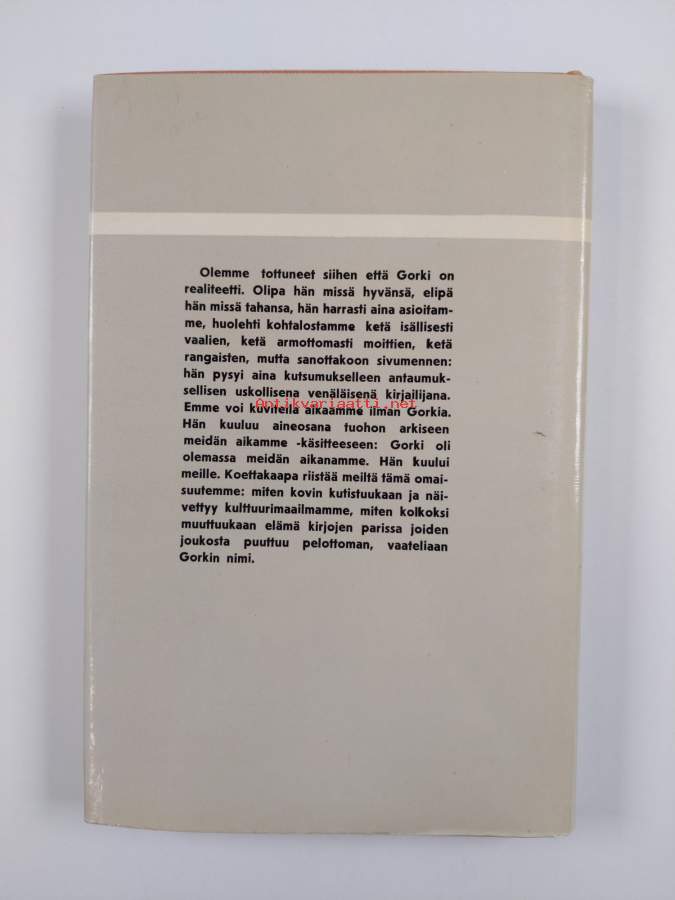 Olemme tottuneet siihen että Gorki on
realiteetti. Olipa hän missä hyvänsä, elipä
hän missä tahansa, hän harrasti aina asioitam-
me, huolehti kohtalostamme ketä isällisesti
vaalien, ketä armottomasti moittien, ketä
rangaisten, mutta sanottakoon sivumennen:
hän pysyi aina kutsumukselleen antaumuk-
sellisen uskollisena venäläisenä kirjailijana.
Antikvariaatti.net
Emme voi kuvitella aikaamme ilman Gorkia.
Hän kuuluu aineosana tuohon arkiseen
meidän aikamme -käsitteeseen: Gorki oli
olemassa meidän aikanamme. Hän kuului
meille. Koettakaapa riistää meiltä tämä omai-
suutemme: miten kovin kutistuukaan ja näi-
vettyy kulttuurimaailmamme, miten kolkoksi
muuttuukaan elämä kirjojen parissa joiden
joukosta puuttuu pelottoman, vaateliaan
Gorkin nimi.